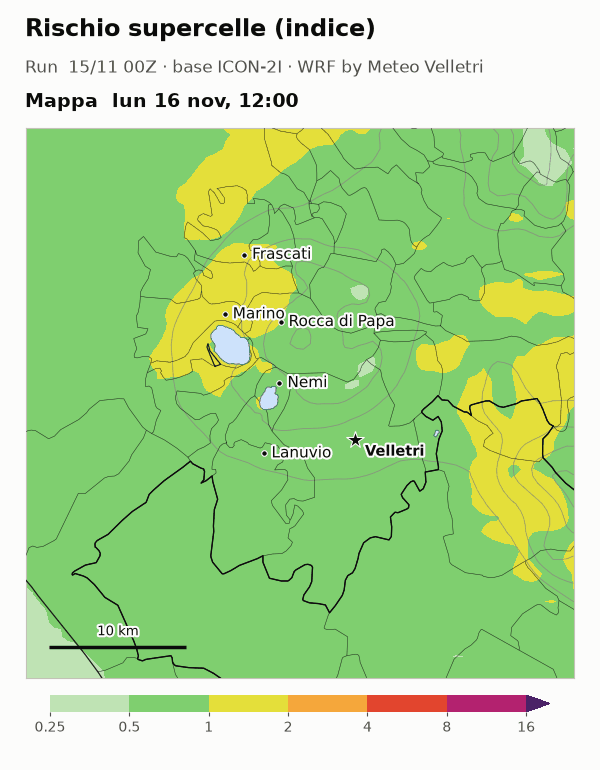 Rischio supercelle (indice)
Run  15/11 00Z · base ICON-2I · WRF by Meteo Velletri
Mappa  lun 16 nov, 12:00
Frascati
Marino
Rocca di Papa
Nemi
Velletri
Lanuvio
10 km
0.25 0.5 1 2 4 8 16